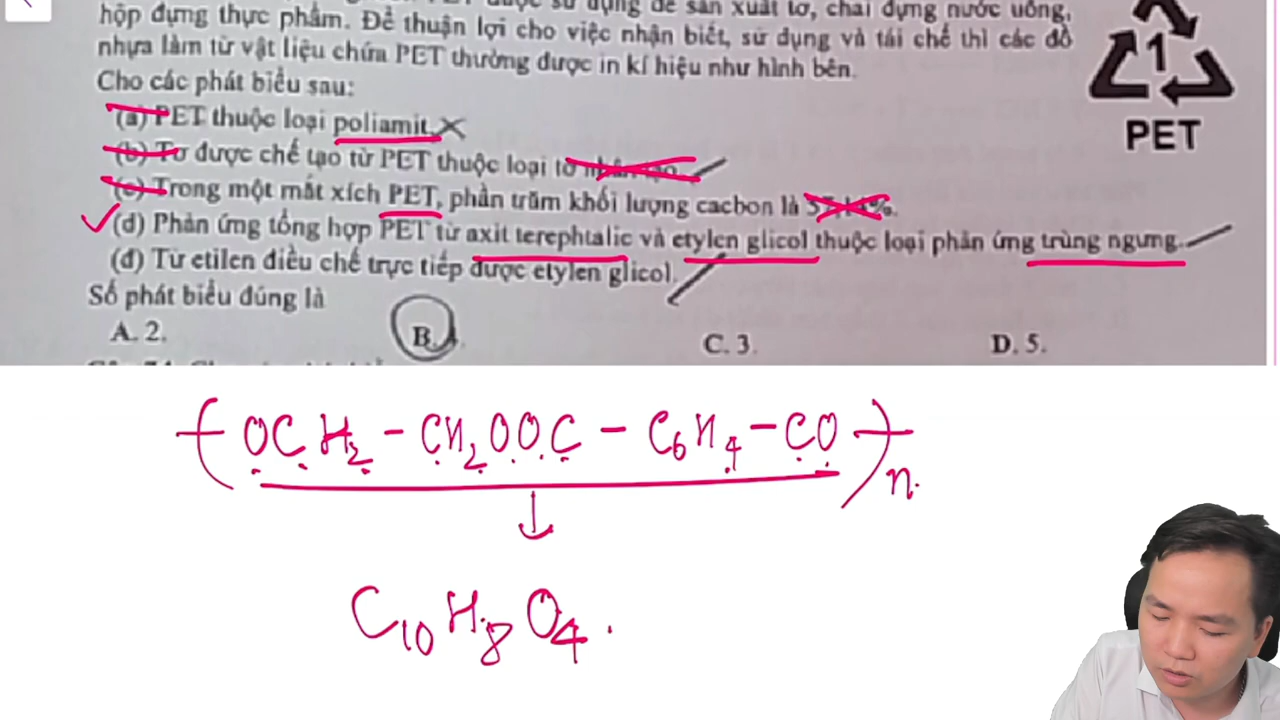 hộp đựng thực phẩm. Để thuận lợi cho việc nhận biết, sử dụng và tái chế thì các đồ
nhựa làm từ vật liệu chứa PET thường được in kí hiệu như hình bên.
1
PET
Cho các phát biểu sau:
(a) PET thuộc loại poliamit.
(b) Tơ được chế tạo từ PET thuộc loại tơ
(c) Trong một mắt xích PET, phần trăm khối lượng cacbon là
(d) Phản ứng tổng hợp PET từ axit terephtalic và etylen glicol thuộc loại phản ứng trùng ngưng.
(đ) Từ etilen điều chế trực tiếp được etylen glicol.
Số phát biểu đúng là
A. 2. B. C. 3. D. 5.
( OCH2 - CH2OOC - C6H4 - CO )n.
C10H8O4.